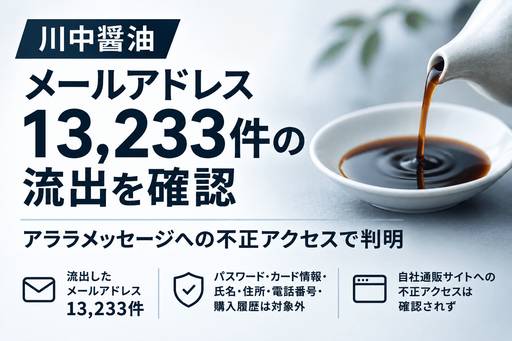 川中醤油
メールアドレス
13,233件の
流出を確認
アララメッセージへの不正アクセスで判明
流出した
メールアドレス
13,233件
パスワード・カード情報・
氏名・住所・電話番号・
購入履歴は対象外
自社通販サイトへの
不正アクセスは
確認されず